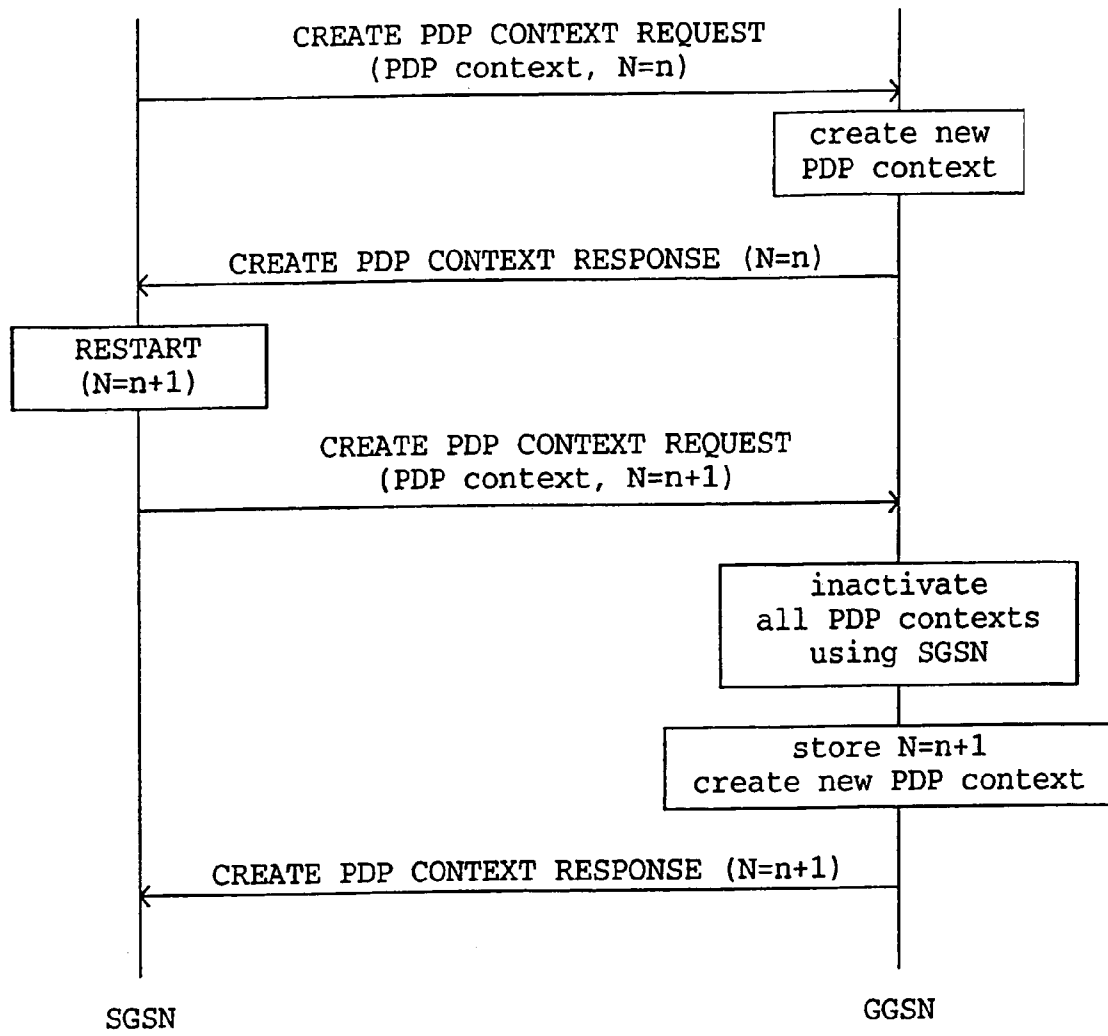 CREATE PDP CONTEXT REQUEST
(PDP context, N=n)
create new
PDP context
CREATE PDP CONTEXT RESPONSE (N=n)
RESTART
(N=n+1)
CREATE PDP CONTEXT REQUEST
(PDP context, N=n+1)
inactivate
all PDP contexts
using SGSN
store N=n+1
create new PDP context
CREATE PDP CONTEXT RESPONSE (N=n+1)
SGSN
GGSN